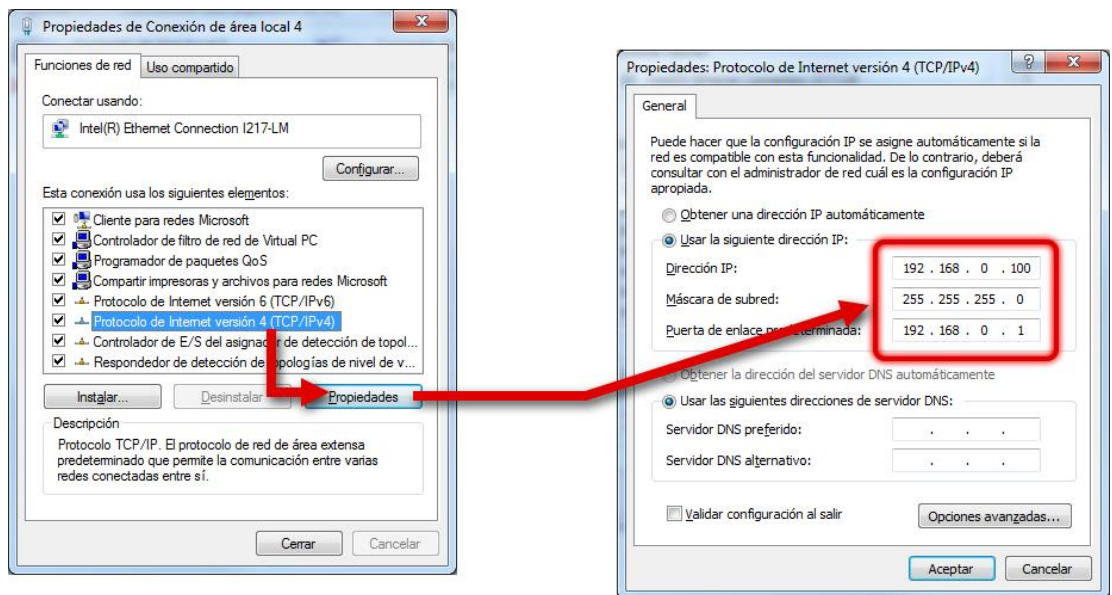 Propiedades de Conexión de área local 4
Funciones de red
Uso compartido
Conectar usando:
Intel(R) Ethernet Connection I217-LM
Configurar...
Esta conexión usa los siguientes elementos:
Cliente para redes Microsoft
Controlador de filtro de red de Virtual PC
Programador de paquetes QoS
Compartir impresoras y archivos para redes Microsoft
Protocolo de Internet versión 6 (TCP/IPv6)
Protocolo de Internet versión 4 (TCP/IPv4)
Controlador de E/S del asignador de detección de topol...
Respondedor de detección de topologías de nivel de v...
Instalar...
Desinstalar
Propiedades
Descripción
Protocolo TCP/IP. El protocolo de red de área extensa
predeterminado que permite la comunicación entre varias
redes conectadas entre sí.
Cerrar
Cancelar
Propiedades: Protocolo de Internet versión 4 (TCP/IPv4)
General
Puede hacer que la configuración IP se asigne automáticamente si la
red es compatible con esta funcionalidad. De lo contrario, deberá
consultar con el administrador de red cuál es la configuración IP
apropiada.
Obtener una dirección IP automáticamente
Usar la siguiente dirección IP:
Dirección IP: 192 . 168 . 0 . 100
Máscara de subred: 255 . 255 . 255 . 0
Puerta de enlace predeterminada: 192 . 168 . 0 . 1
Obtener la dirección del servidor DNS automáticamente
Usar las siguientes direcciones de servidor DNS:
Servidor DNS preferido: . . .
Servidor DNS alternativo: . . .
Validar configuración al salir
Opciones avanzadas...
Aceptar
Cancelar